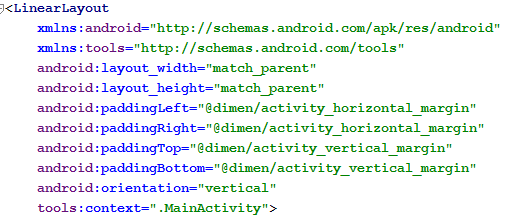 <LinearLayout
xmlns:android="http://schemas.android.com/apk/res/android"
xmlns:tools="http://schemas.android.com/tools"
android:layout_width="match_parent"
android:layout_height="match_parent"
android:paddingLeft="@dimen/activity_horizontal_margin"
android:paddingRight="@dimen/activity_horizontal_margin"
android:paddingTop="@dimen/activity_vertical_margin"
android:paddingBottom="@dimen/activity_vertical_margin"
android:orientation="vertical"
tools:context=".MainActivity">